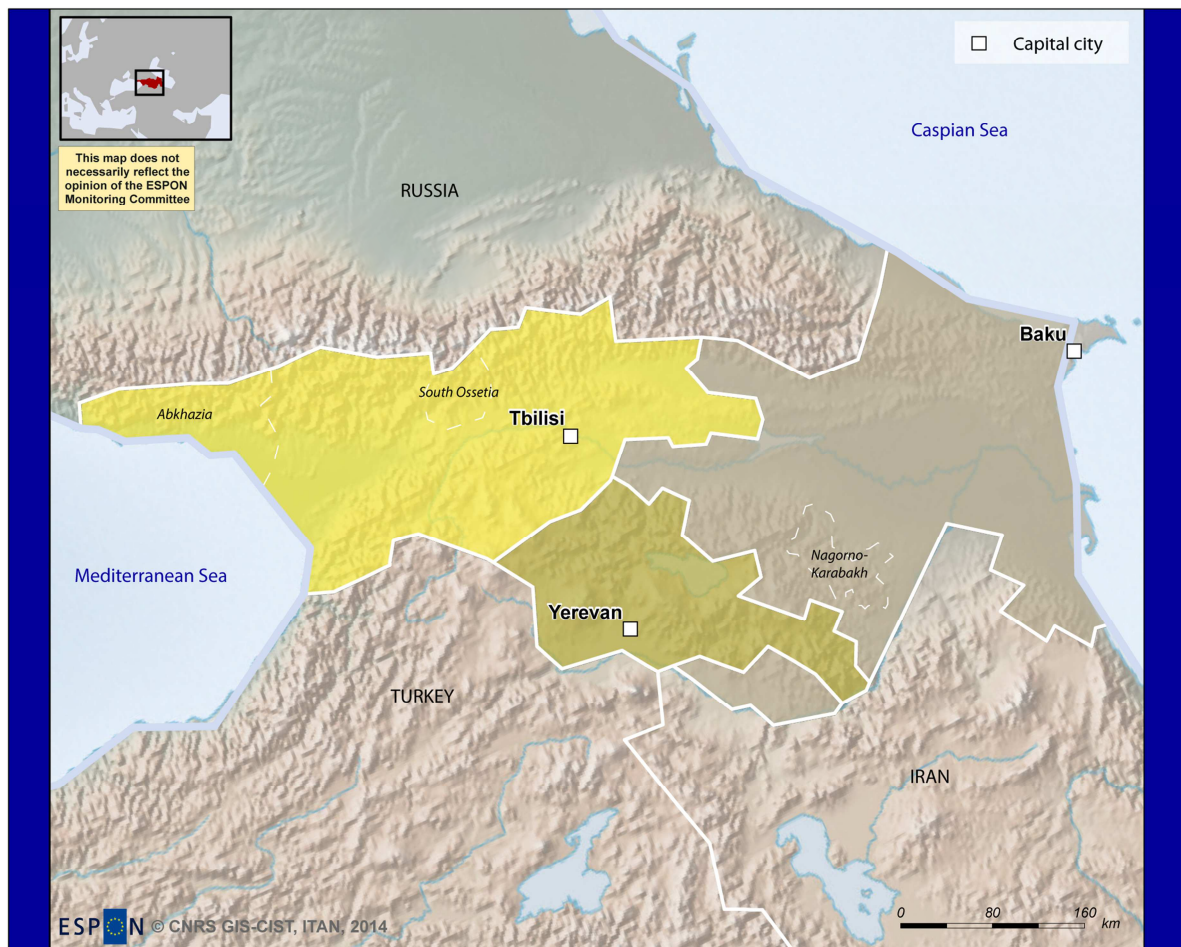 Capital city
Caspian Sea
This map does not
necessarily reflect the
opinion of the ESPON
Monitoring Committee
RUSSIA
Baku
South Ossetia
Abkhazia
Tbilisi
Nagorno-
Karabakh
Mediterranean Sea
Yerevan
TURKEY
IRAN
0 80 160
km
ESPON © CNRS GIS-CIST, ITAN, 2014